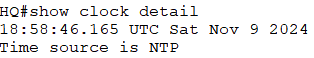 HQ#show clock detail
18:58:46.165 UTC Sat Nov 9 2024
Time source is NTP